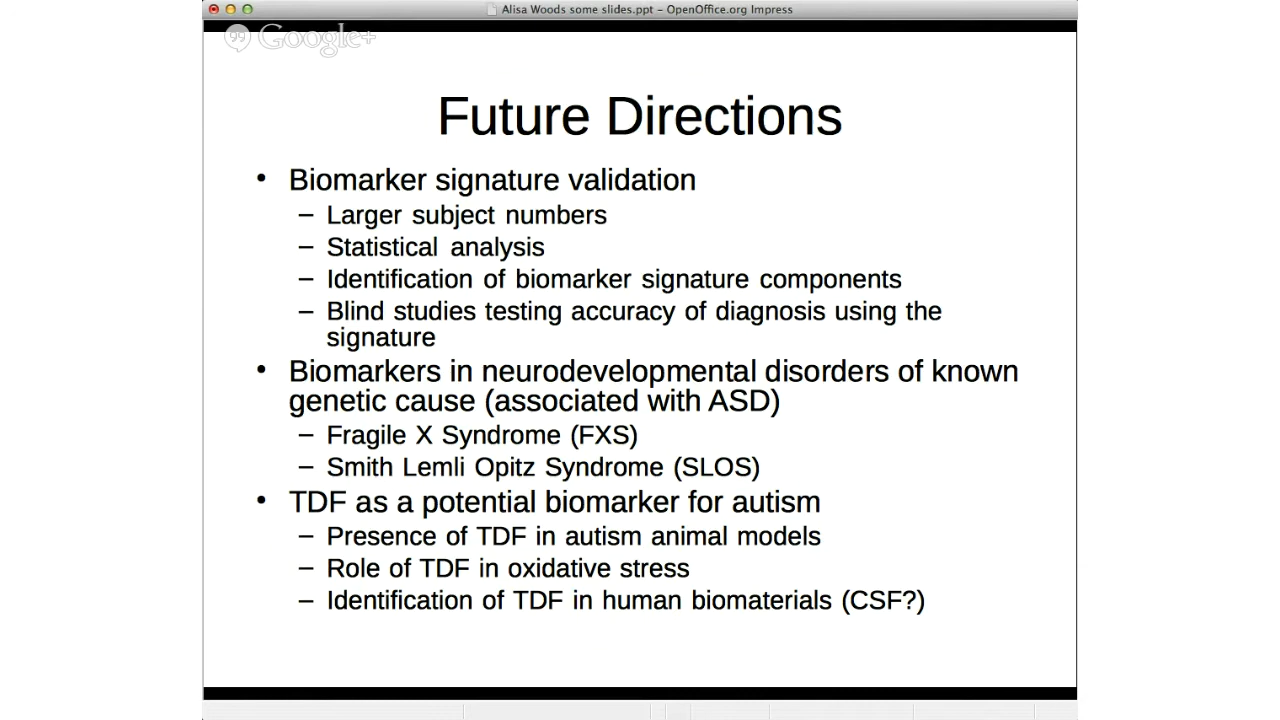 Alisa Woods some slides.ppt – OpenOffice.org Impress
Google+
Future Directions
• Biomarker signature validation
– Larger subject numbers
– Statistical analysis
– Identification of biomarker signature components
– Blind studies testing accuracy of diagnosis using the
signature
• Biomarkers in neurodevelopmental disorders of known
genetic cause (associated with ASD)
– Fragile X Syndrome (FXS)
– Smith Lemli Opitz Syndrome (SLOS)
• TDF as a potential biomarker for autism
– Presence of TDF in autism animal models
– Role of TDF in oxidative stress
– Identification of TDF in human biomaterials (CSF?)